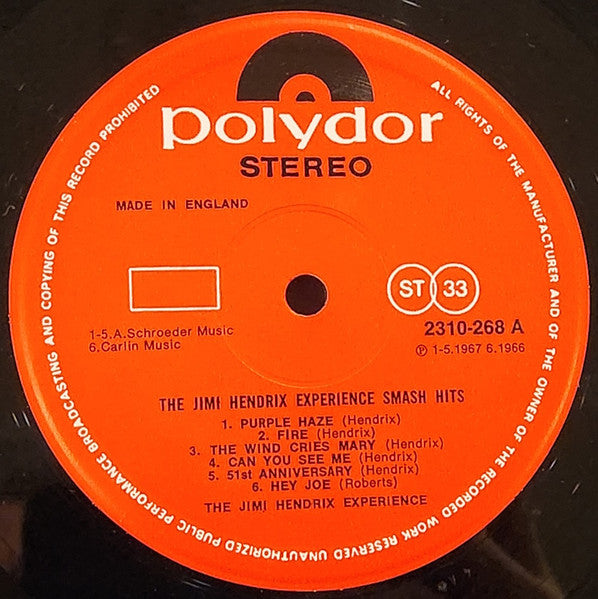 polydor
STEREO
MADE IN ENGLAND
ST 33
1-5.A.Schroeder Music
6.Carlin Music
2310-268 A
℗ 1-5.1967 6.1966
THE JIMI HENDRIX EXPERIENCE SMASH HITS
1. PURPLE HAZE (Hendrix)
2. FIRE (Hendrix)
3. THE WIND CRIES MARY (Hendrix)
4. CAN YOU SEE ME (Hendrix)
5. 51st ANNIVERSARY (Hendrix)
6. HEY JOE (Roberts)
THE JIMI HENDRIX EXPERIENCE
ALL RIGHTS OF THE MANUFACTURER AND OF THE OWNER OF THE RECORDED WORK RESERVED UNAUTHORIZED PUBLIC PERFORMANCE BROADCASTING AND COPYING OF THIS RECORD PROHIBITED